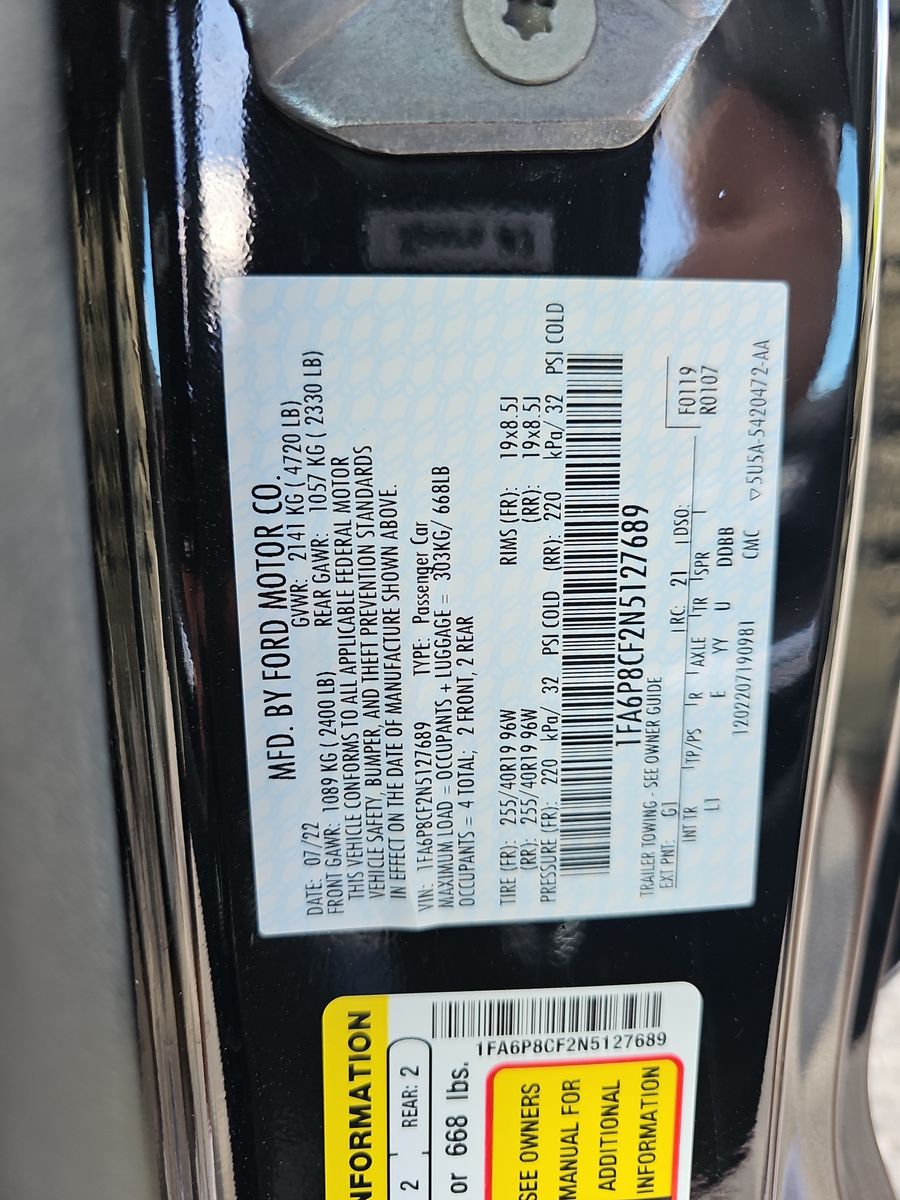 MFD. BY FORD MOTOR CO.
DATE: 07/22 GVWR: 2141 KG ( 4720 LB)
FRONT GAWR: 1089 KG ( 2400 LB) REAR GAWR: 1057 KG ( 2330 LB)
THIS VEHICLE CONFORMS TO ALL APPLICABLE FEDERAL MOTOR
VEHICLE SAFETY, BUMPER, AND THEFT PREVENTION STANDARDS
IN EFFECT ON THE DATE OF MANUFACTURE SHOWN ABOVE.
VIN: 1FA6P8CF2N5127689 TYPE: Passenger Car
MAXIMUM LOAD = OCCUPANTS + LUGGAGE = 303KG/ 668LB
OCCUPANTS = 4 TOTAL; 2 FRONT, 2 REAR
TIRE (FR): 255/40R19 96W RIMS (FR): 19x8.5J
(RR): 255/40R19 96W (RR): 19x8.5J
PRESSURE (FR): 220 kPa/ 32 PSI COLD (RR): 220 kPa/ 32 PSI COLD
1FA6P8CF2N5127689
TRAILER TOWING - SEE OWNER GUIDE
EXT PNT: G1 RC: 21 DSO: F0119
R0107
INT TR TP/PS R AXLE TR SPR
L1 E YY U DDBB
1202207190981 CMC ▽5U5A-5420472-AA
NFORMATION
2 REAR: 2
or 668 lbs.
1FA6P8CF2N5127689
SEE OWNERS
MANUAL FOR
ADDITIONAL
INFORMATION